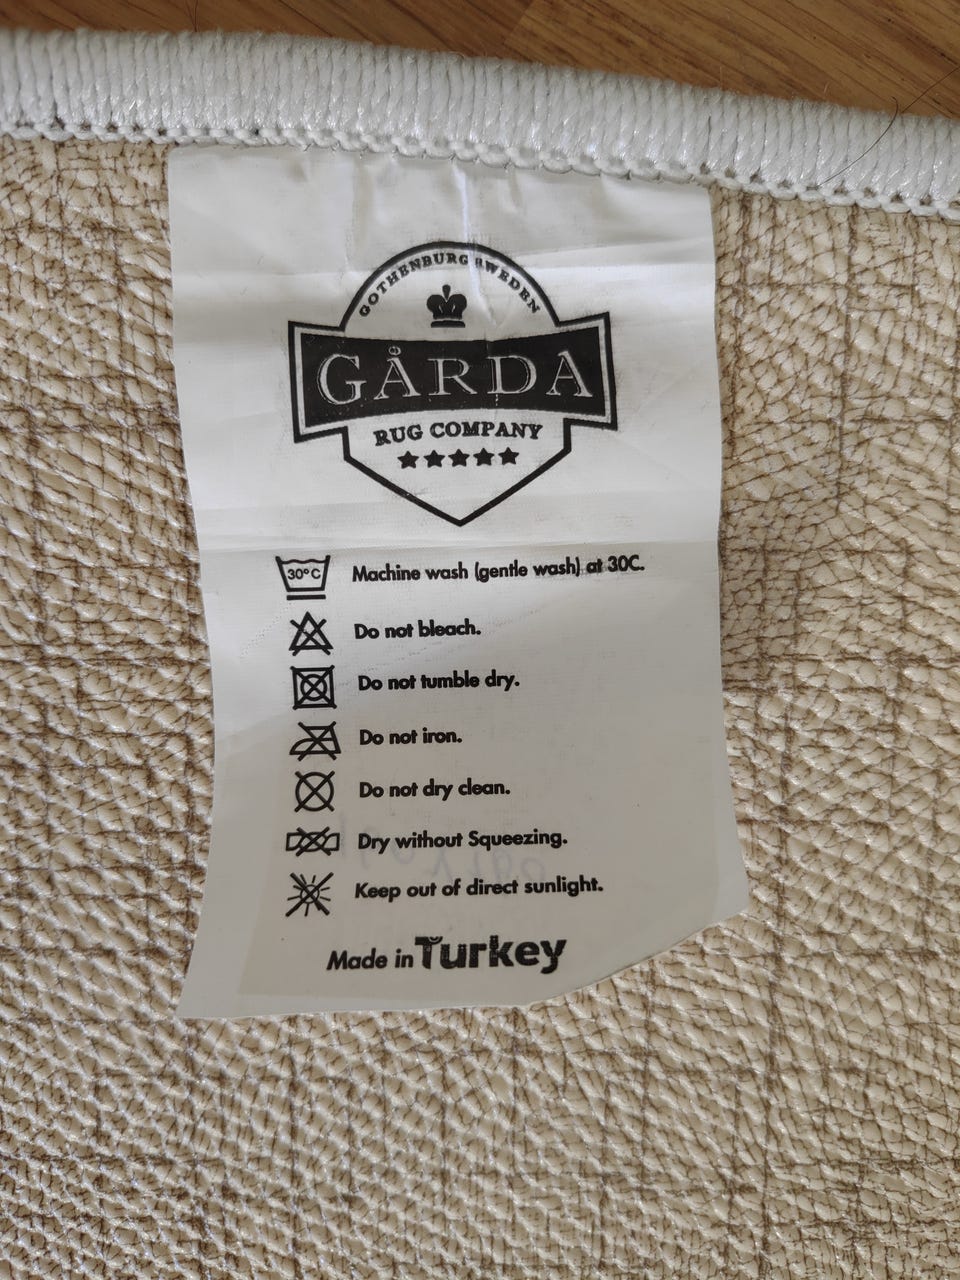 GOTHENBURG SWEDEN
GÅRDA
RUG COMPANY
30°C Machine wash (gentle wash) at 30C.
Do not bleach.
Do not tumble dry.
Do not iron.
Do not dry clean.
Dry without Squeezing.
Keep out of direct sunlight.
Made in Turkey